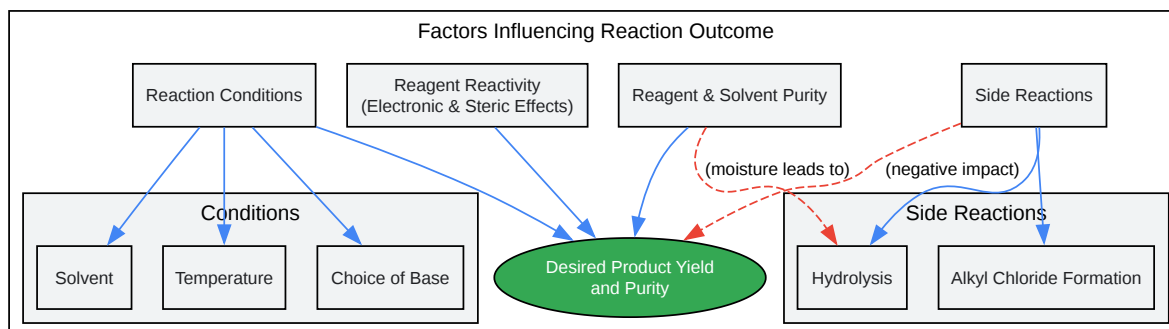 Factors Influencing Reaction Outcome
Reaction Conditions
Reagent Reactivity
(Electronic & Steric Effects)
Reagent & Solvent Purity
Side Reactions
(moisture leads to)
(negative impact)
Conditions
Side Reactions
Solvent
Temperature
Choice of Base
Desired Product Yield
and Purity
Hydrolysis
Alkyl Chloride Formation